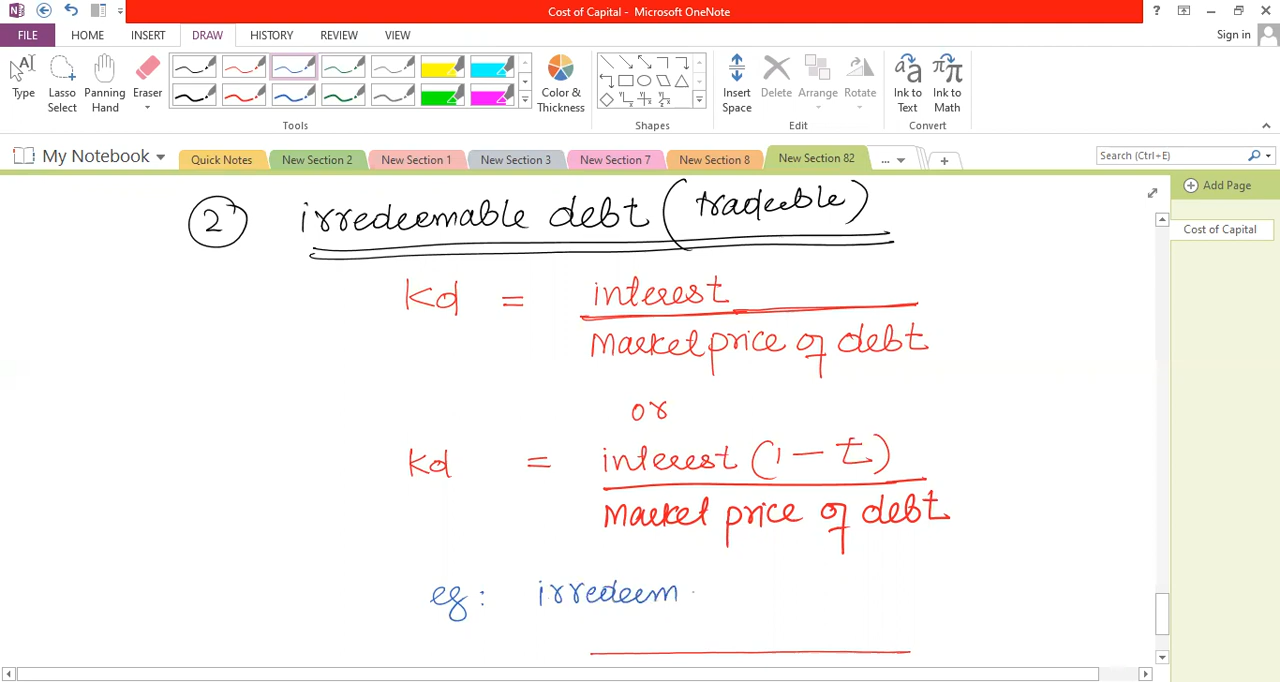 Cost of Capital - Microsoft OneNote
?
FILE HOME INSERT DRAW HISTORY REVIEW VIEW
Sign in
Type
Lasso Select
Panning Hand
Eraser
Color & Thickness
Insert Space
Delete
Arrange
Rotate
Ink to Text
Ink to Math
Tools
Shapes
Edit
Convert
My Notebook
Quick Notes New Section 2 New Section 1 New Section 3 New Section 7 New Section 8 New Section 82 ... +
Search (Ctrl+E)
Add Page
Cost of Capital
2 irredeemable debt (tradeeble)
Kd = interest
Market price of debt
or
Kd = interest (1 - t)
Market price of debt
eg : irredeem